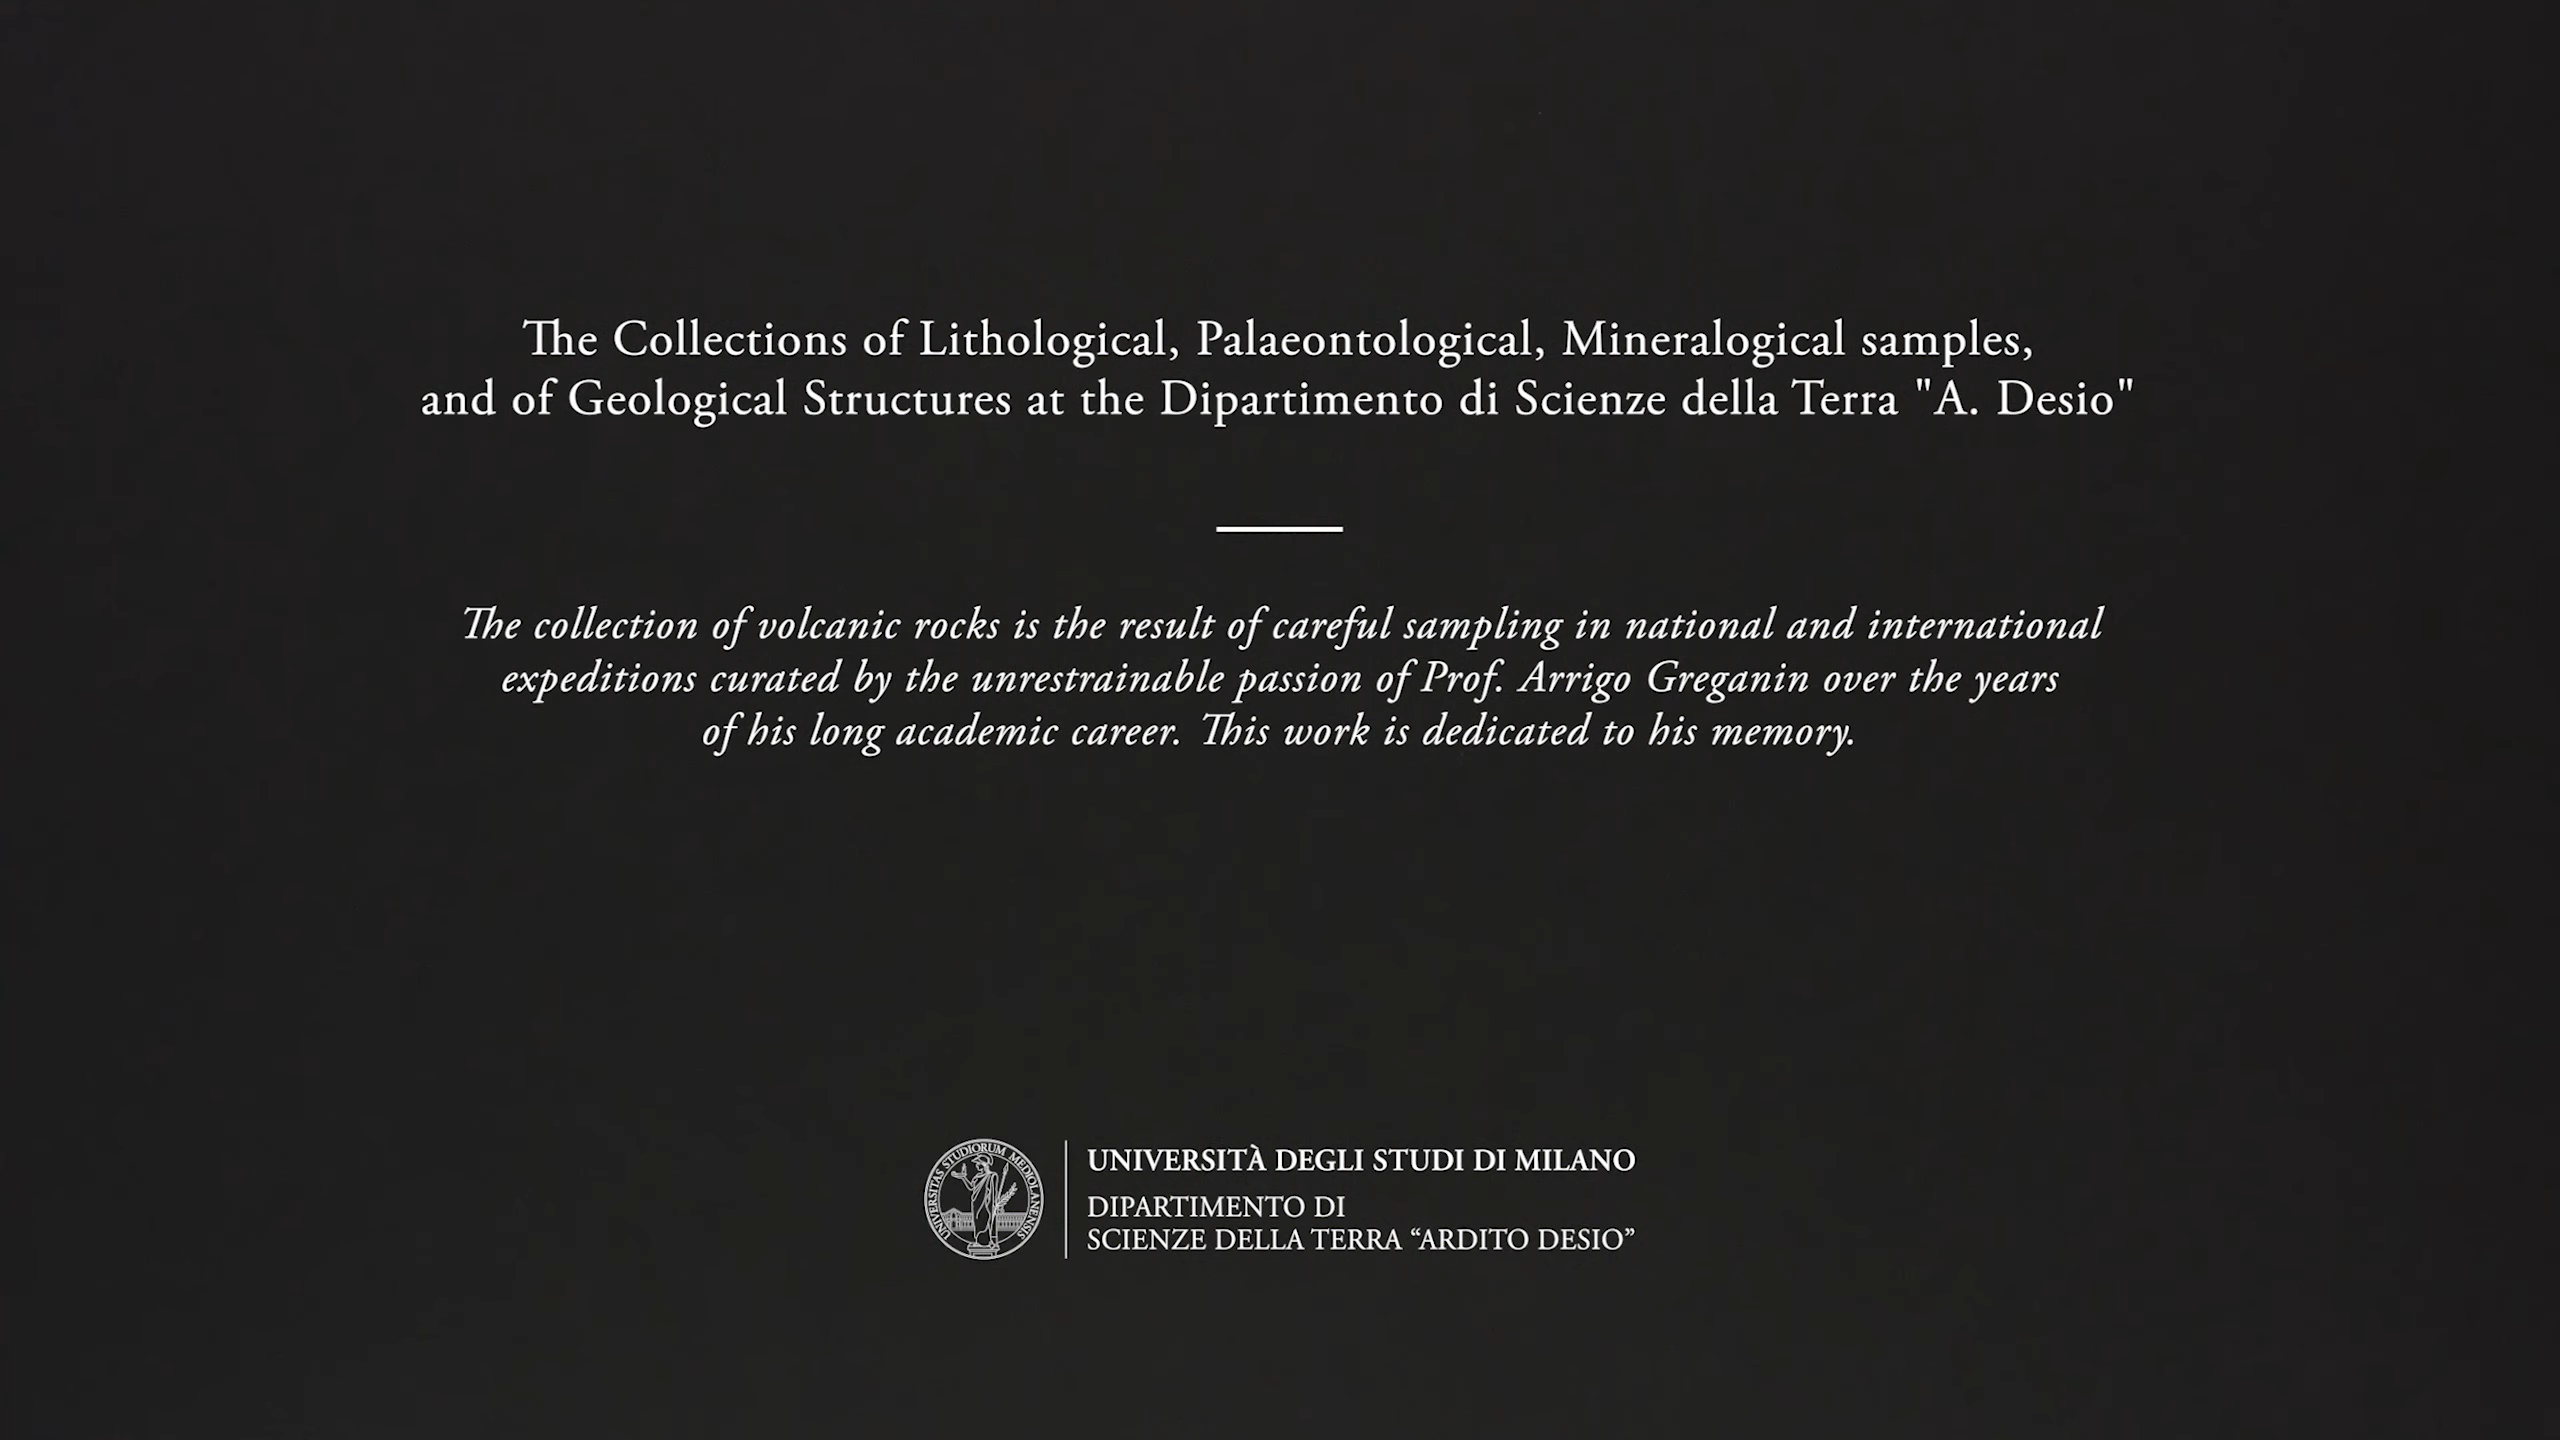 The Collections of Lithological, Palaeontological, Mineralogical samples,
and of Geological Structures at the Dipartimento di Scienze della Terra "A. Desio"
The collection of volcanic rocks is the result of careful sampling in national and international
expeditions curated by the unrestrainable passion of Prof. Arrigo Greganin over the years
of his long academic career. This work is dedicated to his memory.
UNIVERSITAS STUDIORUM MEDIOLANENSIS
UNIVERSITÀ DEGLI STUDI DI MILANO
DIPARTIMENTO DI
SCIENZE DELLA TERRA “ARDITO DESIO”